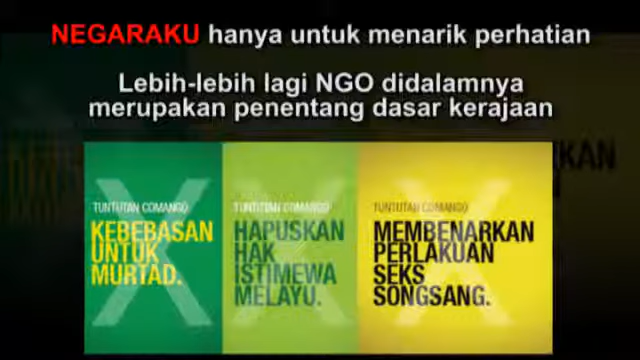 NEGARAKU hanya untuk menarik perhatian
Lebih-lebih lagi NGO didalamnya
merupakan penentang dasar kerajaan
TUNTUTAN COMANGO
KEBEBASAN
UNTUK
MURTAD.
TUNTUTAN COMANGO
HAPUSKAN
HAK
ISTIMEWA
MELAYU.
TUNTUTAN COMANGO
MEMBENARKAN
PERLAKUAN
SEKS
SONGSANG.